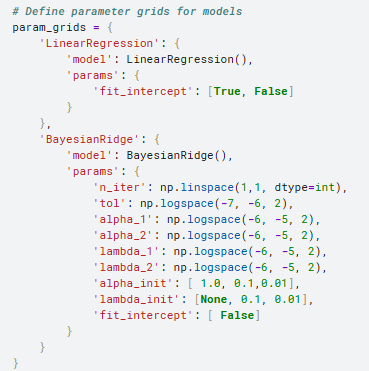 # Define parameter grids for models
param_grids = {
    'LinearRegression': {
        'model': LinearRegression(),
        'params': {
            'fit_intercept': [True, False]
        }
    },
    'BayesianRidge': {
        'model': BayesianRidge(),
        'params': {
            'n_iter': np.linspace(1,1, dtype=int),
            'tol': np.logspace(-7, -6, 2),
            'alpha_1': np.logspace(-6, -5, 2),
            'alpha_2': np.logspace(-6, -5, 2),
            'lambda_1': np.logspace(-6, -5, 2),
            'lambda_2': np.logspace(-6, -5, 2),
            'alpha_init': [ 1.0, 0.1,0.01],
            'lambda_init': [None, 0.1, 0.01],
            'fit_intercept': [ False]
        }
    }
}